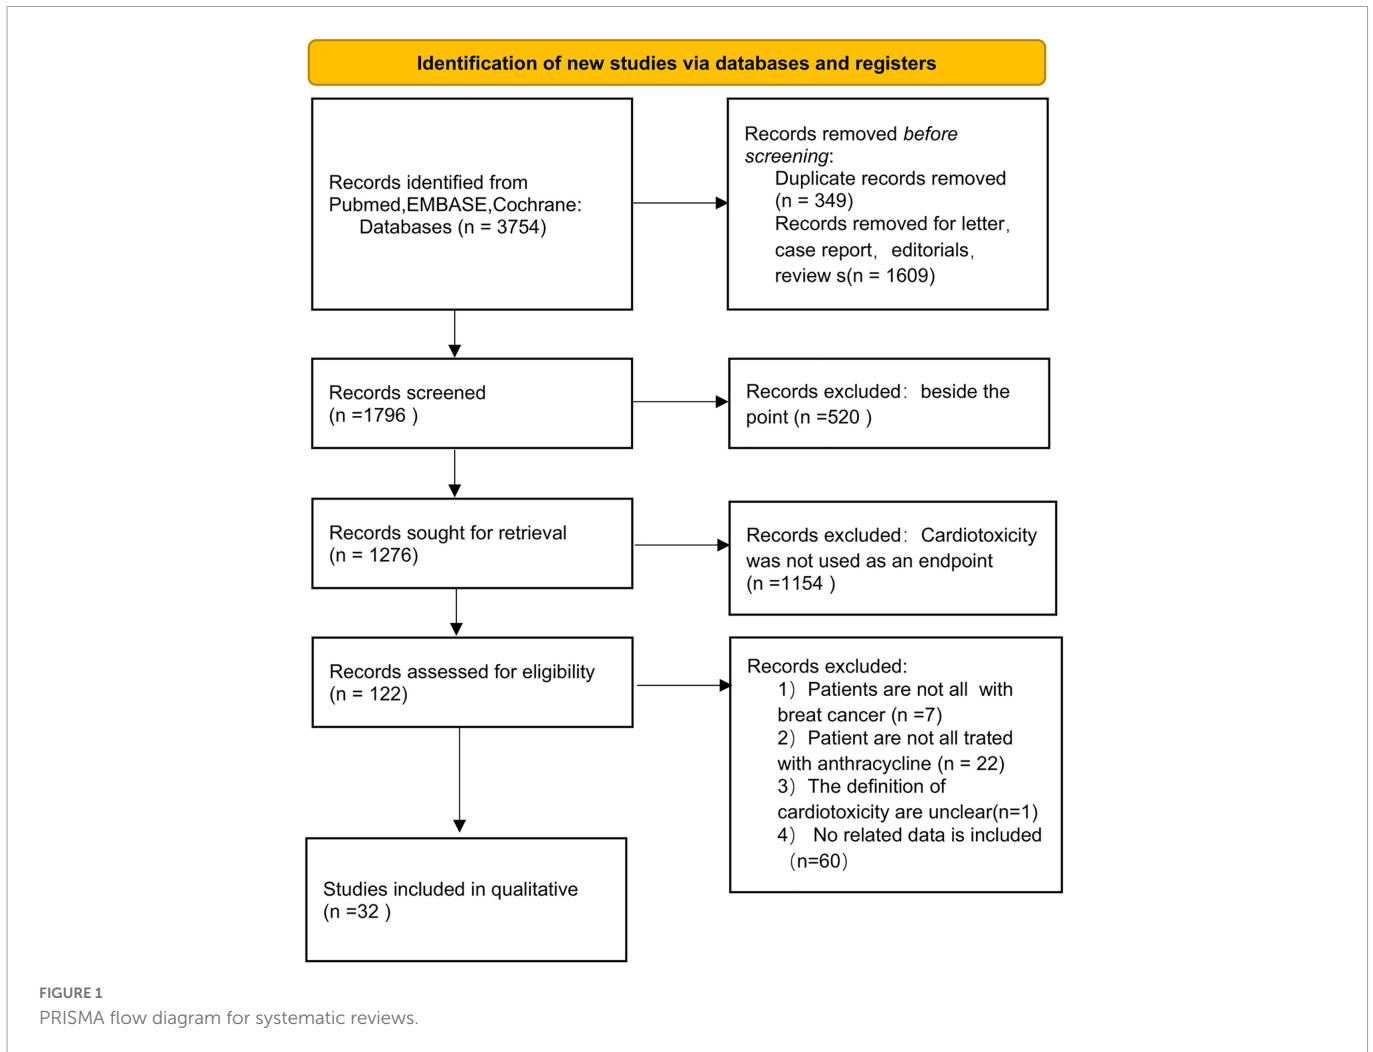 Identification of new studies via databases and registers
Records identified from
Pubmed,EMBASE,Cochrane:
Databases (n = 3754)
Records removed before
screening:
Duplicate records removed
(n = 349)
Records removed for letter,
case report,  editorials,
review s(n = 1609)
Records screened
(n =1796 )
Records excluded:  beside the
point (n =520 )
Records sought for retrieval
(n = 1276)
Records excluded:  Cardiotoxicity
was not used as an endpoint
(n =1154 )
Records assessed for eligibility
(n = 122)
Records excluded:
1）Patients are not all  with
breat cancer (n =7)
2）Patient are not all trated
with anthracycline (n = 22)
3）The definition of
cardiotoxicity are unclear(n=1)
4） No related data is included
（n=60）
Studies included in qualitative
(n =32 )
FIGURE 1
PRISMA flow diagram for systematic reviews.